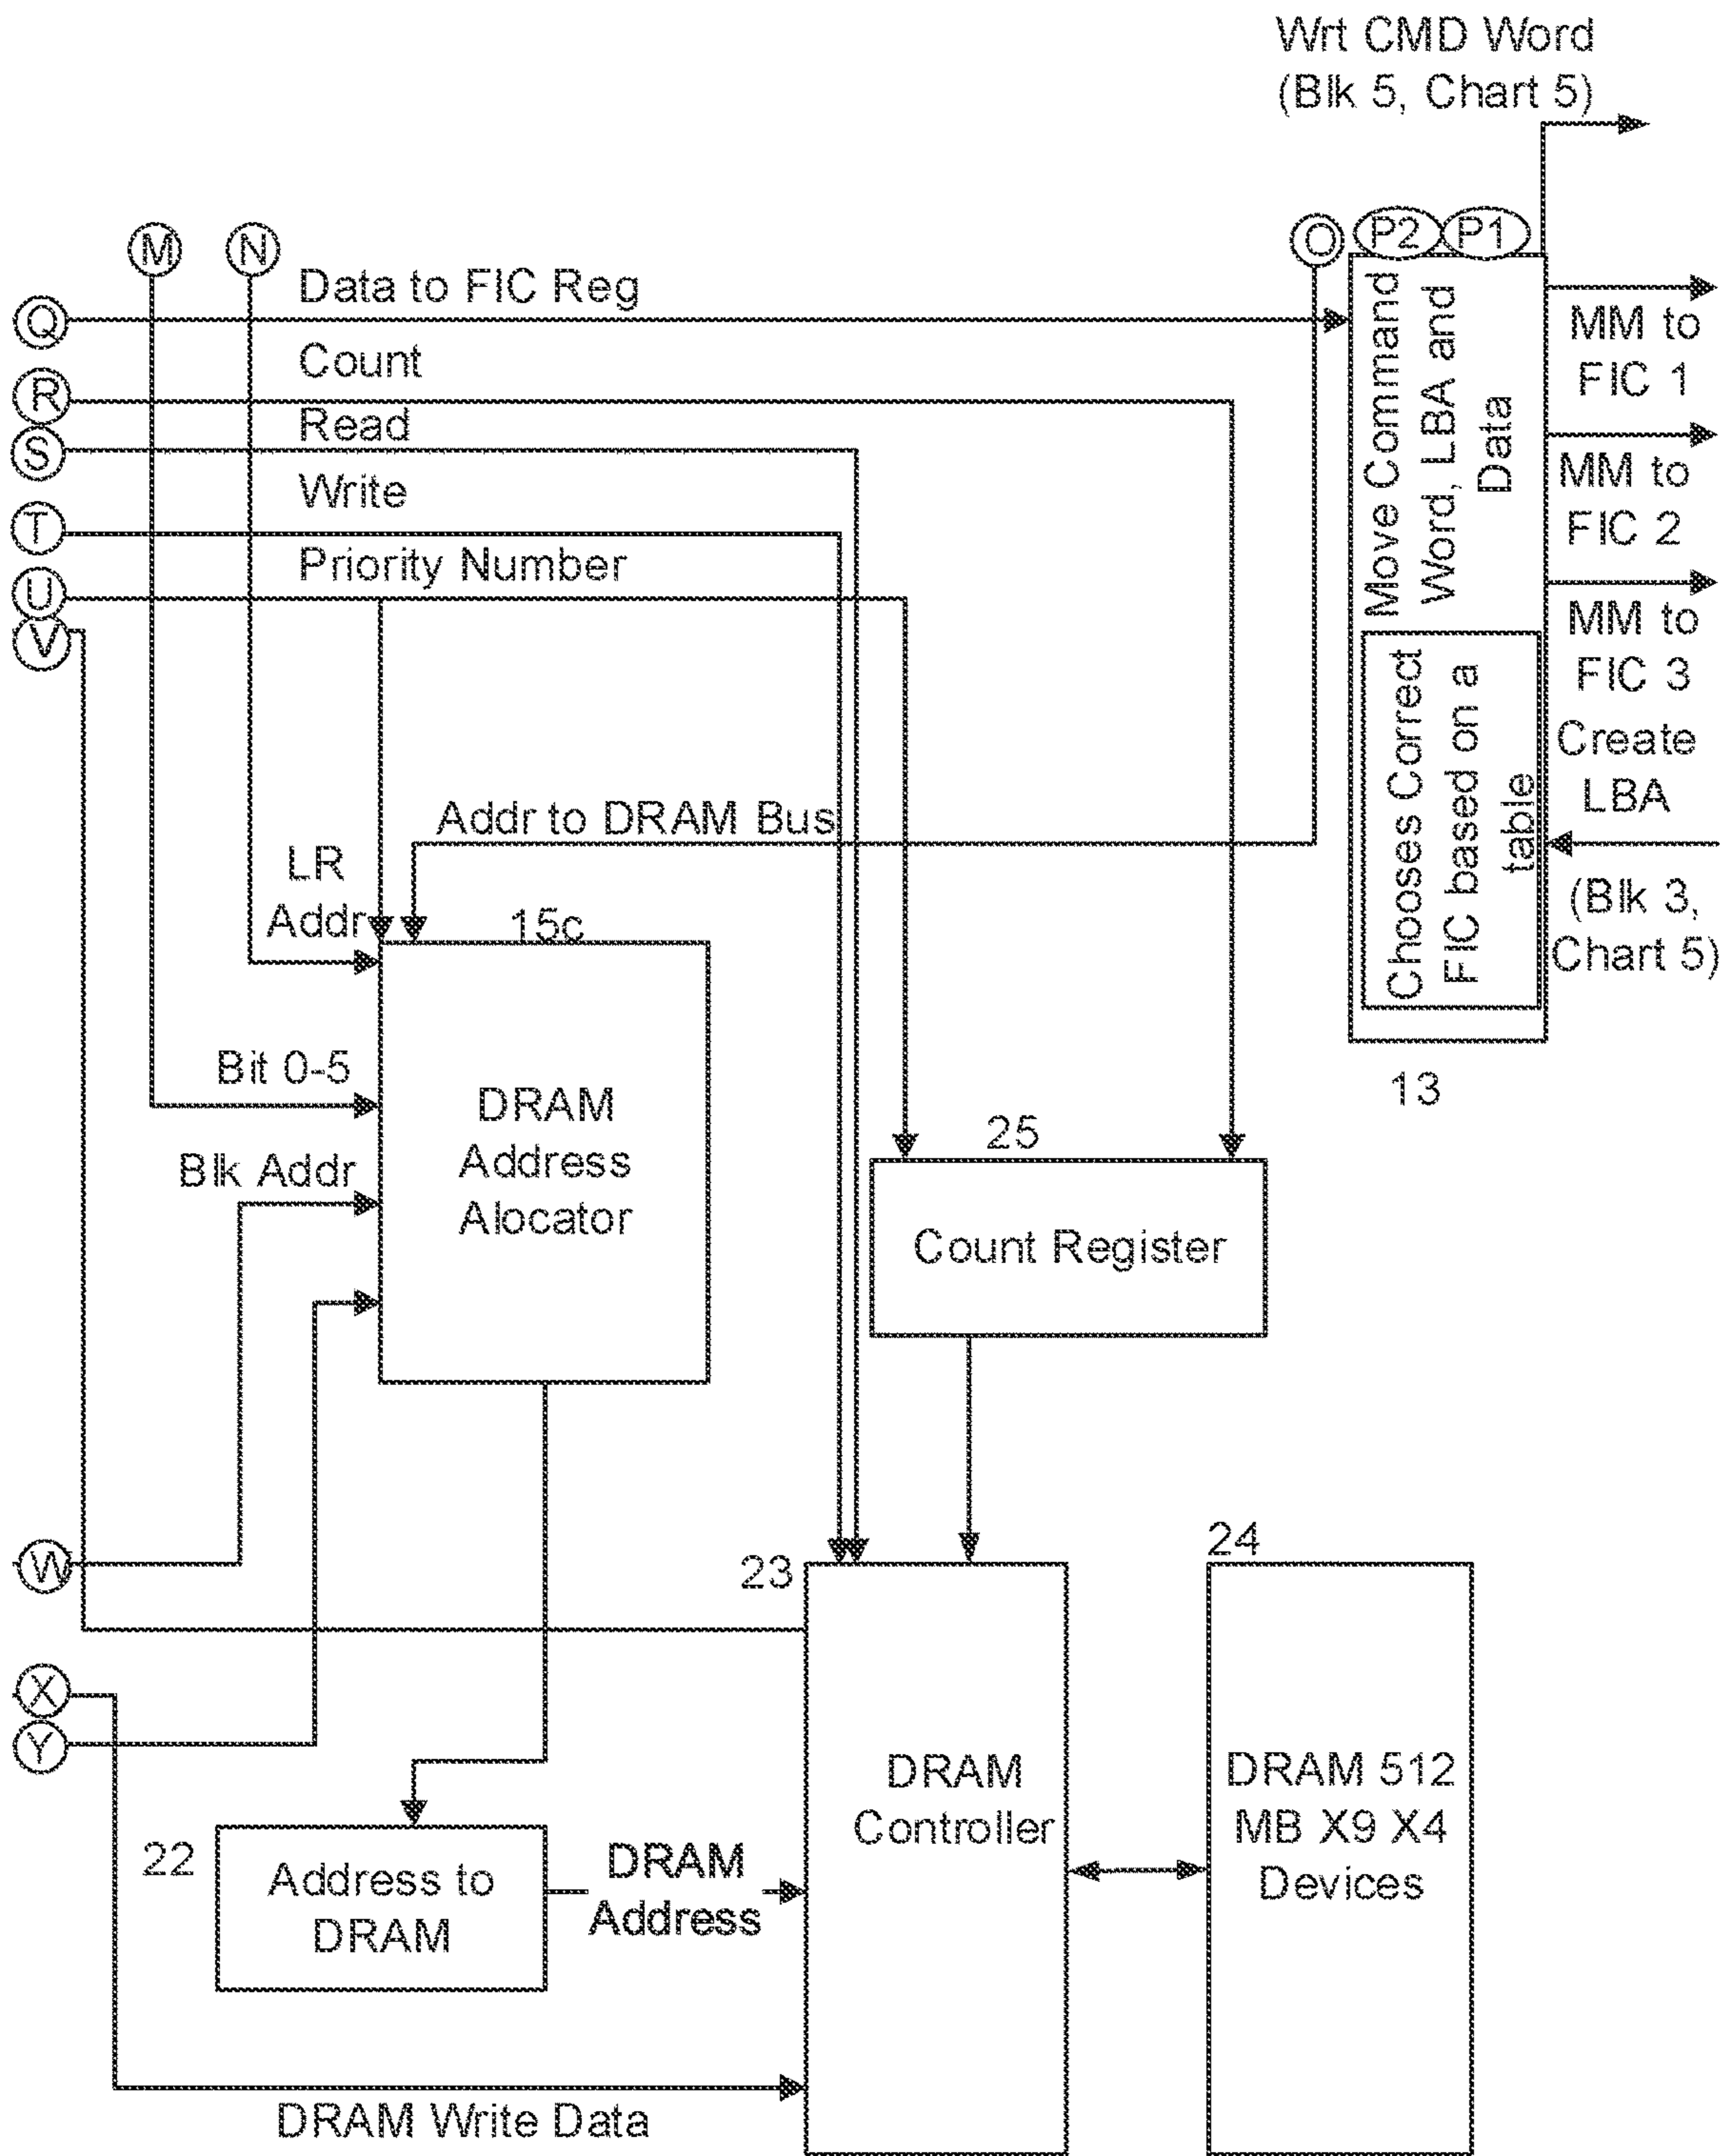 Wrt CMD Word
(Blk 5, Chart 5)
M
N
O
P2
P1
Q
Data to FIC Reg
R
Count
S
Read
T
Write
U
Priority Number
V
Move Command
Word, LBA and
Data
MM to
FIC 1
MM to
FIC 2
MM to
FIC 3
Chooses Correct
FIC based on a
table
Create
LBA
(Blk 3,
Chart 5)
13
Addr to DRAM Bus
LR
Addr
15c
Bit 0-5
Blk Addr
DRAM
Address
Alocator
25
Count Register
W
23
24
X
Y
DRAM
Controller
DRAM 512
MB X9 X4
Devices
22
Address to
DRAM
DRAM
Address
DRAM Write Data